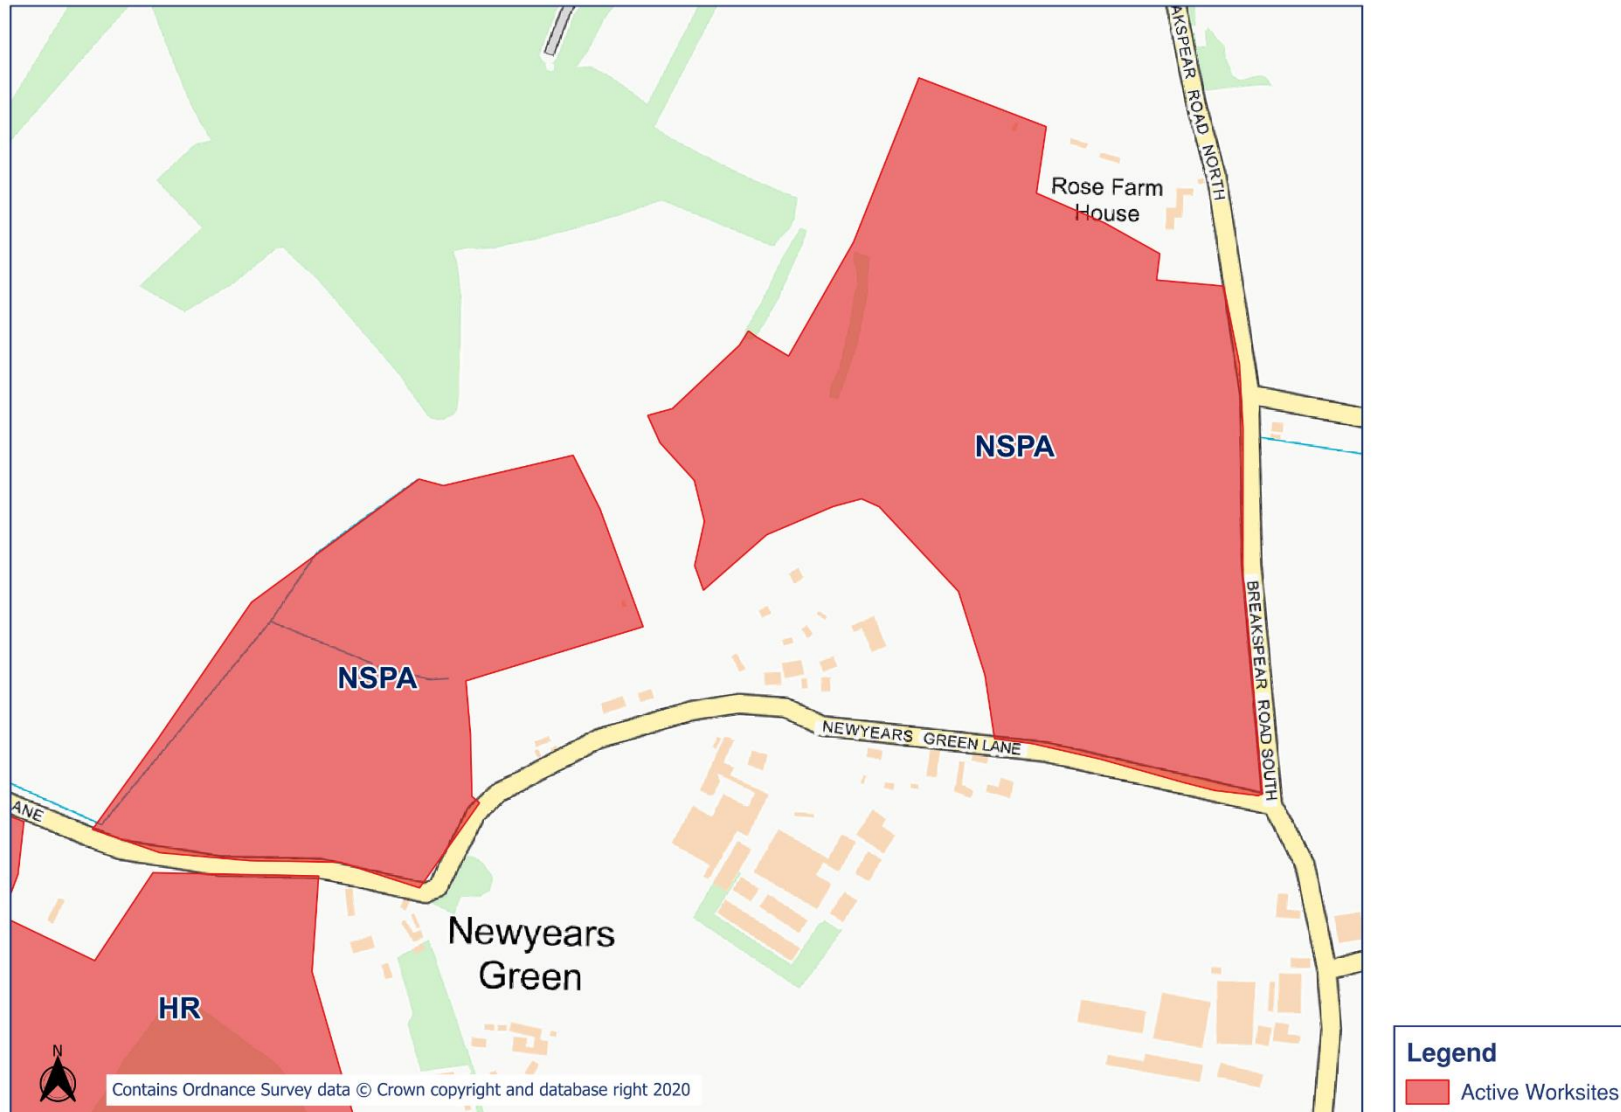 AKSPEAR ROAD NORTH
Rose Farm
House
NSPA
NSPA
BREAKSPEAR ROAD SOUTH
NEWYEARS GREEN LANE
ANE
Newyears
Green
HR
N
Contains Ordnance Survey data © Crown copyright and database right 2020
Legend
Active Worksites